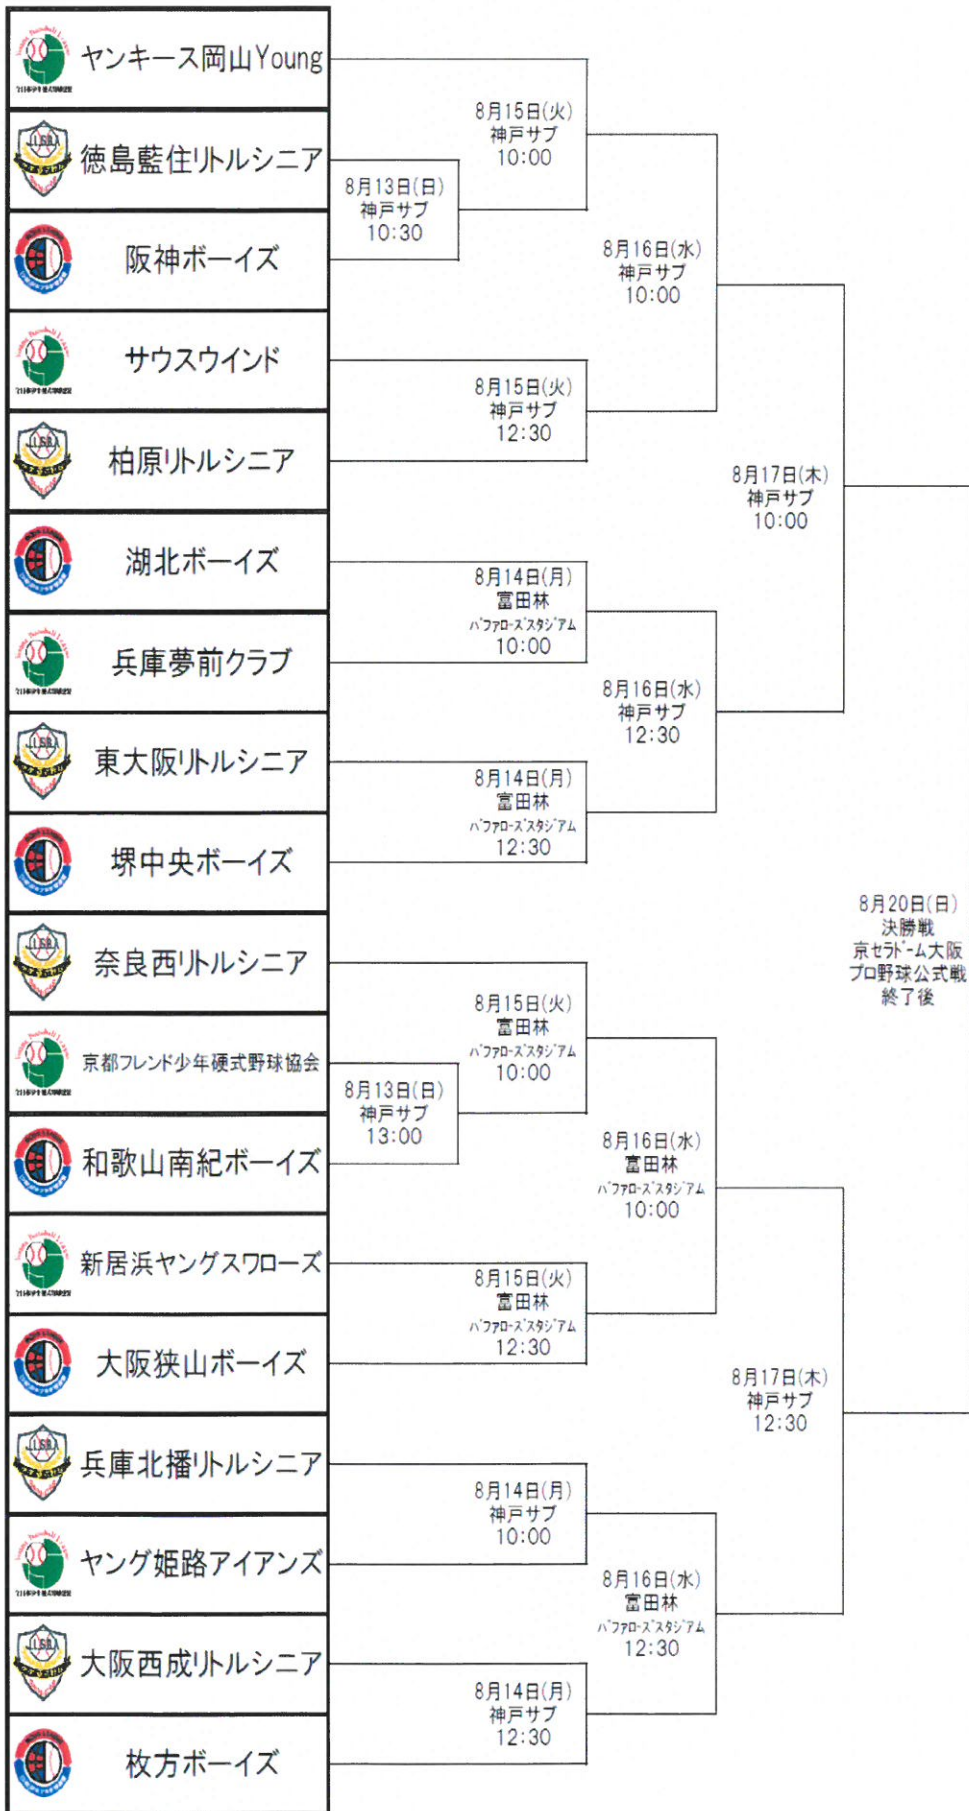 ヤンキース岡山Young
徳島藍住リトルシニア
阪神ボーイズ
サウスウインド
柏原リトルシニア
湖北ボーイズ
兵庫夢前クラブ
東大阪リトルシニア
堺中央ボーイズ
奈良西リトルシニア
京都フレンド少年硬式野球協会
和歌山南紀ボーイズ
新居浜ヤングスワローズ
大阪狭山ボーイズ
兵庫北播リトルシニア
ヤング姫路アイアンズ
大阪西成リトルシニア
枚方ボーイズ
8月13日(日)
神戸サブ
10:30
8月13日(日)
神戸サブ
13:00
8月15日(火)
神戸サブ
10:00
8月15日(火)
神戸サブ
12:30
8月14日(月)
富田林
バファローズスタジアム
10:00
8月14日(月)
富田林
バファローズスタジアム
12:30
8月15日(火)
富田林
バファローズスタジアム
10:00
8月15日(火)
富田林
バファローズスタジアム
12:30
8月14日(月)
神戸サブ
10:00
8月14日(月)
神戸サブ
12:30
8月16日(水)
神戸サブ
10:00
8月16日(水)
神戸サブ
12:30
8月16日(水)
富田林
バファローズスタジアム
10:00
8月16日(水)
富田林
バファローズスタジアム
12:30
8月17日(木)
神戸サブ
10:00
8月17日(木)
神戸サブ
12:30
8月20日(日)
決勝戦
京セラドーム大阪
プロ野球公式戦
終了後